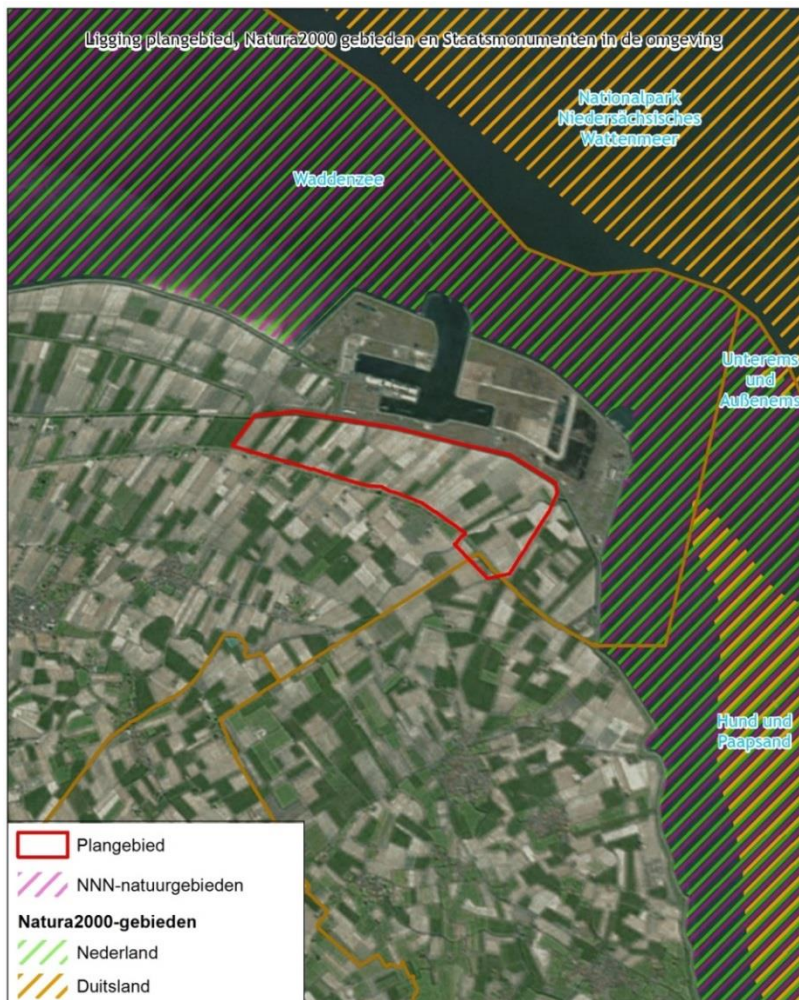 Ligging plangebied, Natura2000 gebieden en Staatsmonumenten in de omgeving
Nationalpark
Niedersächsisches
Wattenmeer
Waddenzee
Unterems
und
Außenems
Hund und
Paapsand
Plangebied
NNN-natuurgebieden
Natura2000-gebieden
Nederland
Duitsland